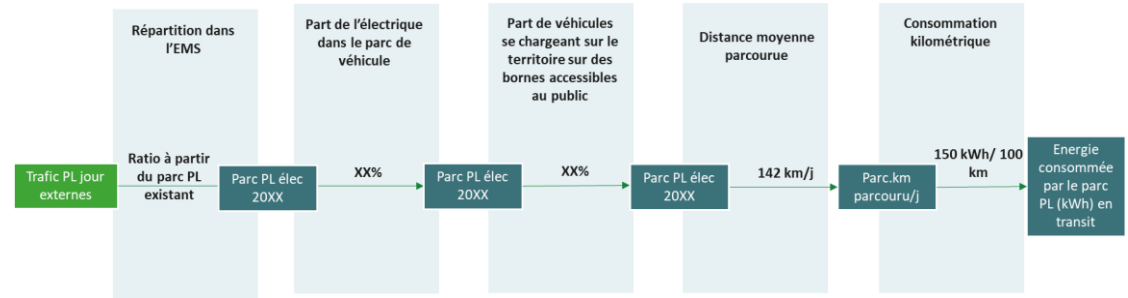 Répartition dans
l'EMS
Part de l'électrique
dans le parc de
véhicule
Part de véhicules
se chargeant sur le
territoire sur des
bornes accessibles
au public
Distance moyenne
parcourue
Consommation
kilométrique
Trafic PL jour
externes
Ratio à partir
du parc PL
existant
Parc PL élec
20XX
XX%
Parc PL élec
20XX
XX%
Parc PL élec
20XX
142 km/j
Parc.km
parcouru/j
150 kWh/ 100
km
Energie
consommée
par le parc
PL (kWh) en
transit